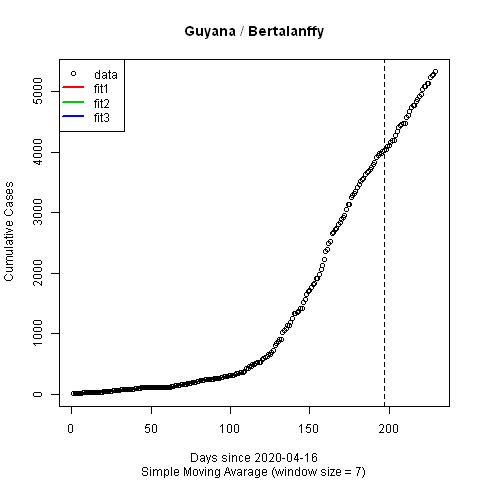 Guyana / Bertalanffy
data
fit1
fit2
fit3
Cumulative Cases
5000
4000
3000
2000
1000
0
0 50 100 150 200
Days since 2020-04-16
Simple Moving Avarage (window size = 7)